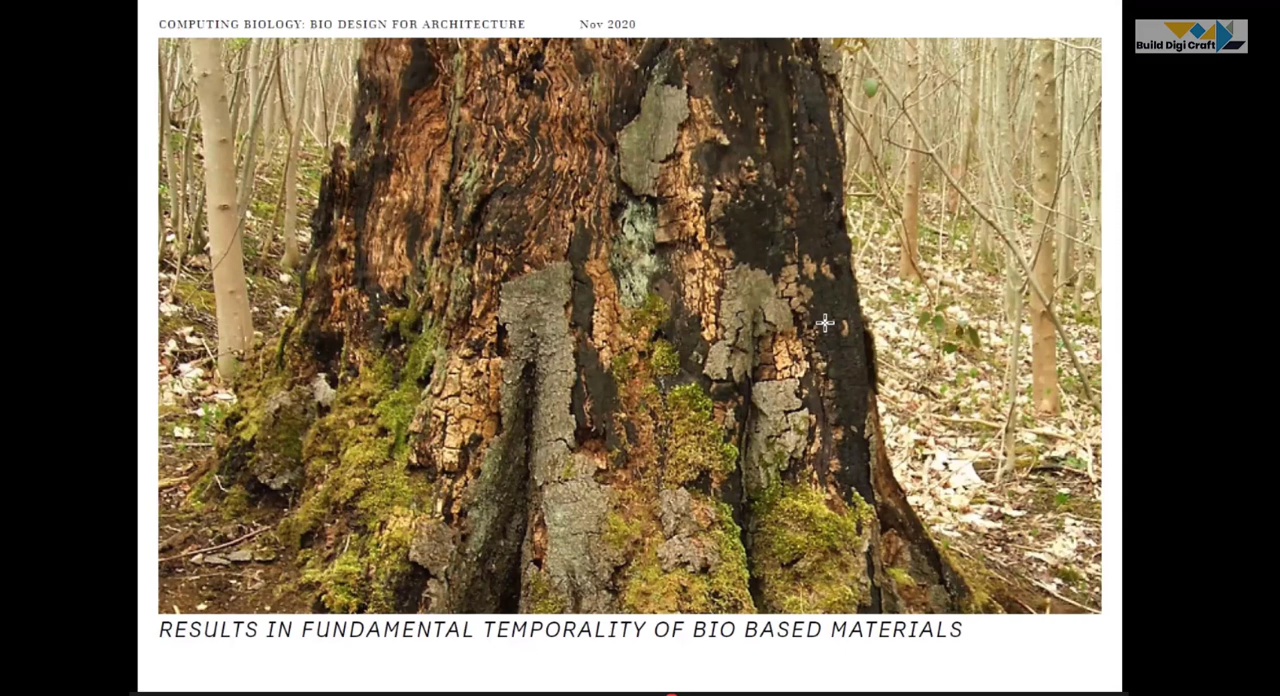 COMPUTING BIOLOGY: BIO DESIGN FOR ARCHITECTURE Nov 2020
Build Digi Craft
RESULTS IN FUNDAMENTAL TEMPORALITY OF BIO BASED MATERIALS